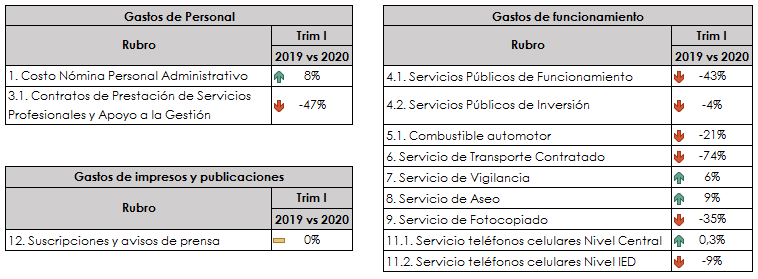 Gastos de Personal
Rubro
Trim I
2019 vs 2020
1. Costo Nómina Personal Administrativo 8%
3.1. Contratos de Prestación de Servicios
Profesionales y Apoyo a la Gestión
-47%
Gastos de impresos y publicaciones
Rubro
Trim I
2019 vs 2020
12. Suscripciones y avisos de prensa 0%
Gastos de funcionamiento
Rubro
Trim I
2019 vs 2020
4.1. Servicios Públicos de Funcionamiento -43%
4.2. Servicios Públicos de Inversión -4%
5.1. Combustible automotor -21%
6. Servicio de Transporte Contratado -74%
7. Servicio de Vigilancia 6%
8. Servicio de Aseo 9%
9. Servicio de Fotocopiado -35%
11.1. Servicio teléfonos celulares Nivel Central 0,3%
11.2. Servicio teléfonos celulares Nivel IED -9%